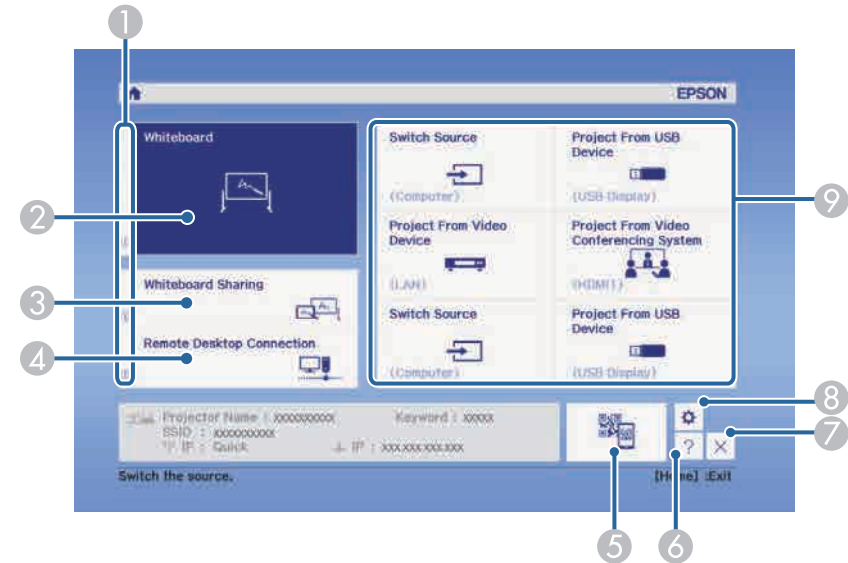 1
EPSON
Whiteboard
Switch Source
(Computer)
Project From USB
Device
(USB Display)
2
9
Project From Video
Device
(LAN)
Project From Video
Conferencing System
(HDMI1)
Whiteboard Sharing
3
Switch Source
(Computer)
Project From USB
Device
(USB Display)
Remote Desktop Connection
4
Projector Name : xxxxxxxxxx Keyword : xxxxx
SSID : xxxxxxxxxx
IP : Quick IP : xxx.xxx.xxx.xxx
8
7
?
Switch the source.
[Home] :Exit
5
6